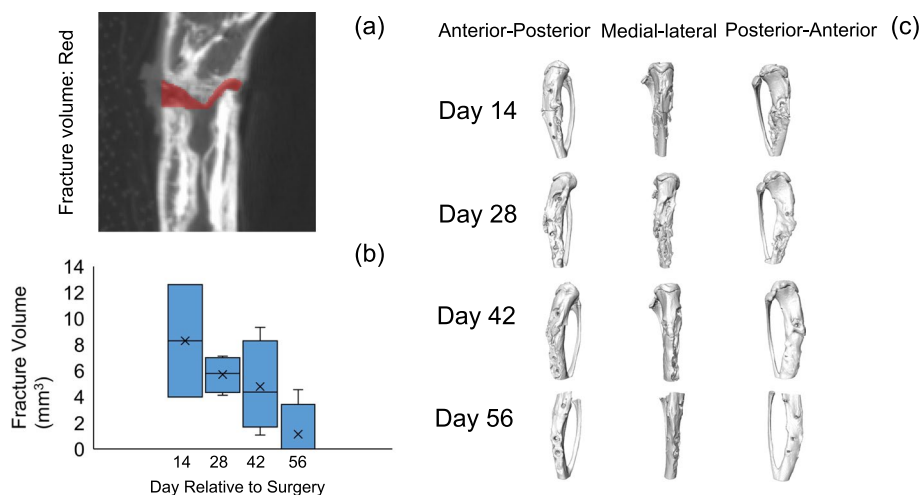 (a)
Fracture volume: Red
(b)
14
12
10
8
6
4
2
0
Fracture Volume
(mm³)
14 28 42 56
Day Relative to Surgery
(c)
Anterior-Posterior Medial-lateral Posterior-Anterior
Day 14
Day 28
Day 42
Day 56